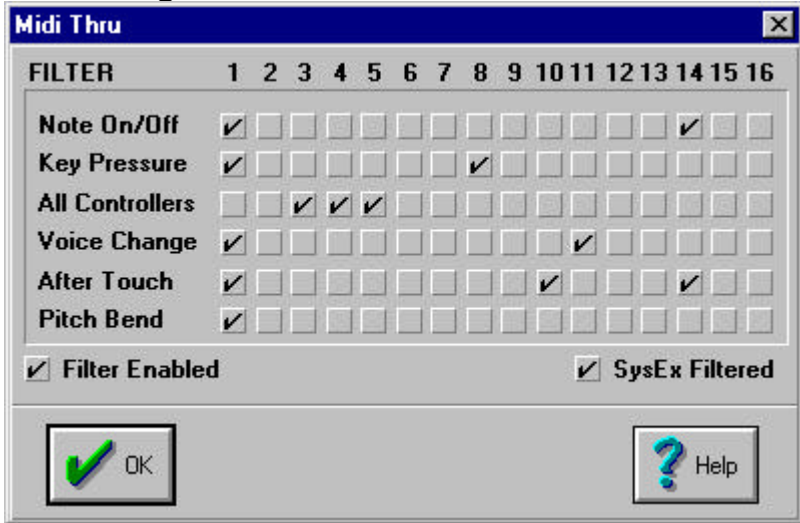 Midi Thru
FILTER 1 2 3 4 5 6 7 8 9 10 11 12 13 14 15 16
Note On/Off
Key Pressure
All Controllers
Voice Change
After Touch
Pitch Bend
Filter Enabled SysEx Filtered
OK Help